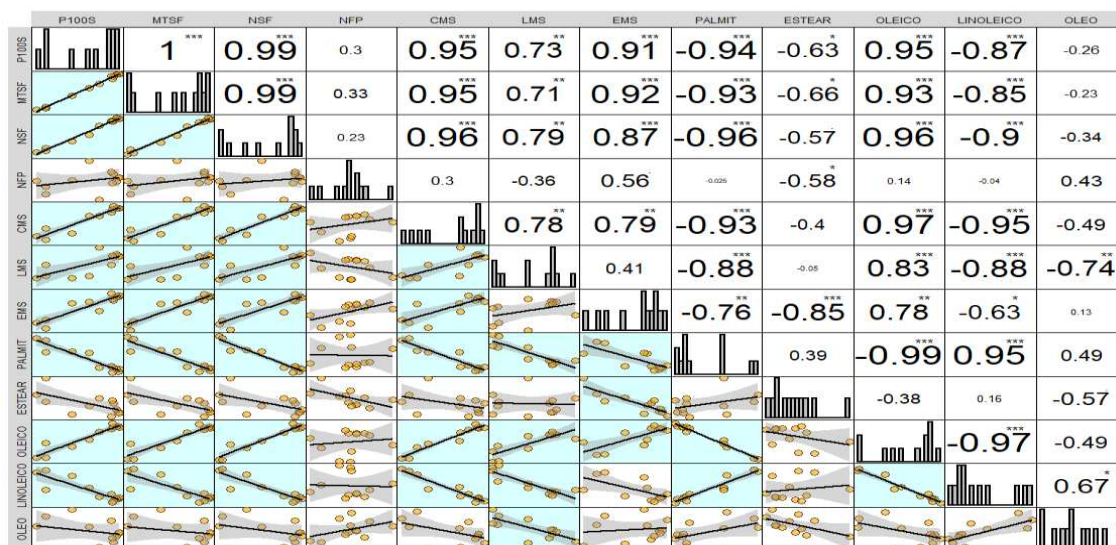 P100S MTSF NSF NFP CMS LMS EMS PALMIT ESTEAR OLEICO LINOLEICO OLEO
P100S 1 *** 0.99 *** 0.3 0.95 *** 0.73 ** 0.91 *** -0.94 *** -0.63 * 0.95 *** -0.87 *** -0.26
MTSF 0.99 *** 0.33 0.95 *** 0.71 ** 0.92 *** -0.93 *** -0.66 * 0.93 *** -0.85 *** -0.23
NSF 0.23 0.96 *** 0.79 ** 0.87 *** -0.96 *** -0.57 0.96 *** -0.9 *** -0.34
NFP 0.3 -0.36 0.56 -0.025 -0.58 * 0.14 -0.04 0.43
CMS 0.78 ** 0.79 ** -0.93 *** -0.4 0.97 *** -0.95 *** -0.49
LMS 0.41 -0.88 *** -0.05 0.83 *** -0.88 *** -0.74 **
EMS -0.76 ** -0.85 *** 0.78 ** -0.63 * 0.13
PALMIT 0.39 -0.99 *** 0.95 *** 0.49
ESTEAR -0.38 0.16 -0.57
OLEICO -0.97 *** -0.49
LINOLEICO 0.67 *
OLEO